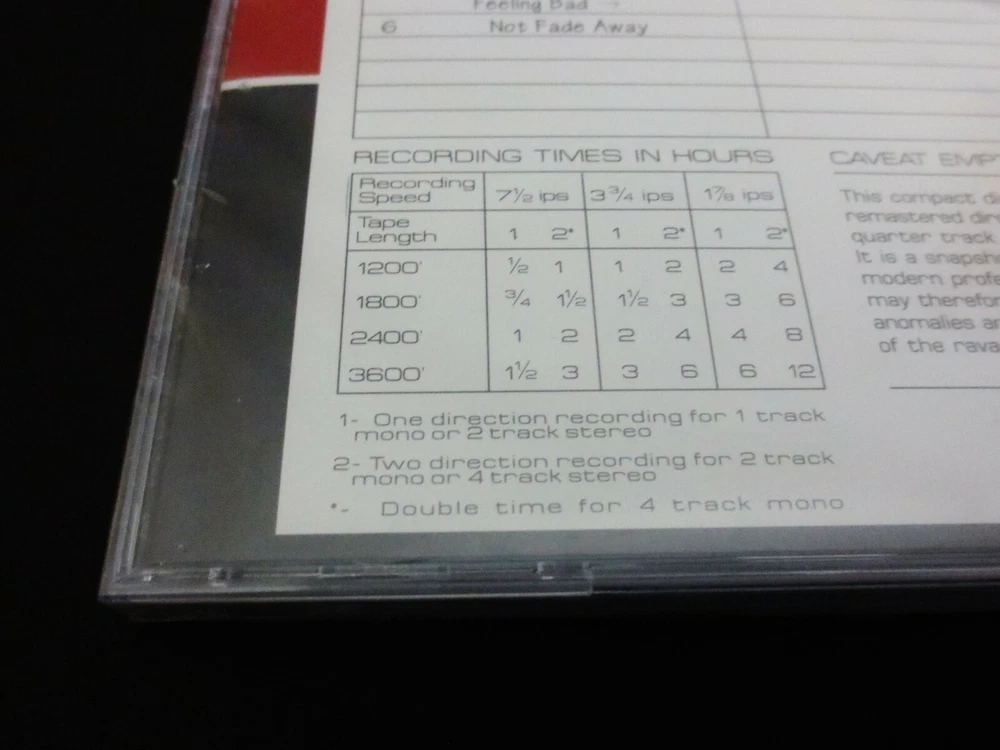 Feeling Bad →
6 Not Fade Away
RECORDING TIMES IN HOURS
Recording Speed 7½ ips 3¾ ips 1⅞ ips
Tape Length 1 2* 1 2* 1 2*
1200' ½ 1 1 2 2 4
1800' ¾ 1½ 1½ 3 3 6
2400' 1 2 2 4 4 8
3600' 1½ 3 3 6 6 12
1- One direction recording for 1 track
mono or 2 track stereo
2- Two direction recording for 2 track
mono or 4 track stereo
*- Double time for 4 track mono
CAVEAT
This compact
remastered
quarter track
It is a
modern
may
anomalies
of the